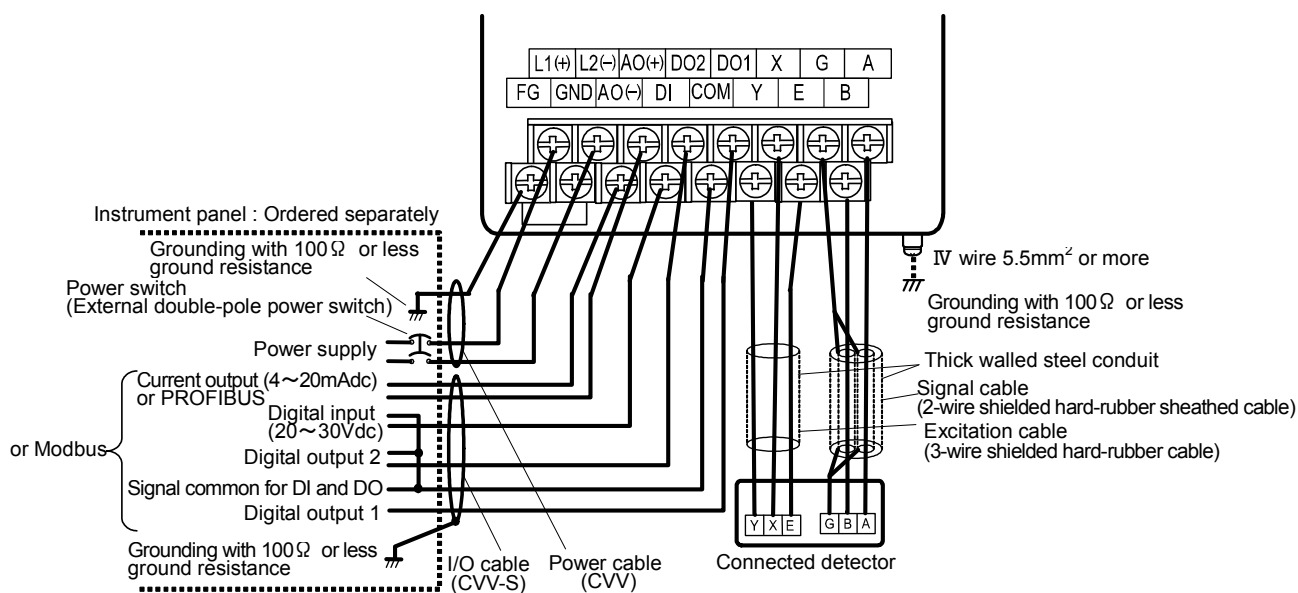 L1(+) L2(-) AO(+) DO2 DO1 X G A
FG GND AO(-) DI COM Y E B
Instrument panel : Ordered separately
Grounding with 100Ω or less
ground resistance
Power switch
(External double-pole power switch)
Power supply
Current output (4～20mAdc)
or PROFIBUS
Digital input
(20～30Vdc)
or Modbus
Digital output 2
Signal common for DI and DO
Digital output 1
Grounding with 100Ω or less
ground resistance
I/O cable
(CVV-S)
Power cable
(CVV)
IV wire 5.5mm² or more
Grounding with 100Ω or less
ground resistance
Thick walled steel conduit
Signal cable
(2-wire shielded hard-rubber sheathed cable)
Excitation cable
(3-wire shielded hard-rubber cable)
Y X E G B A
Connected detector